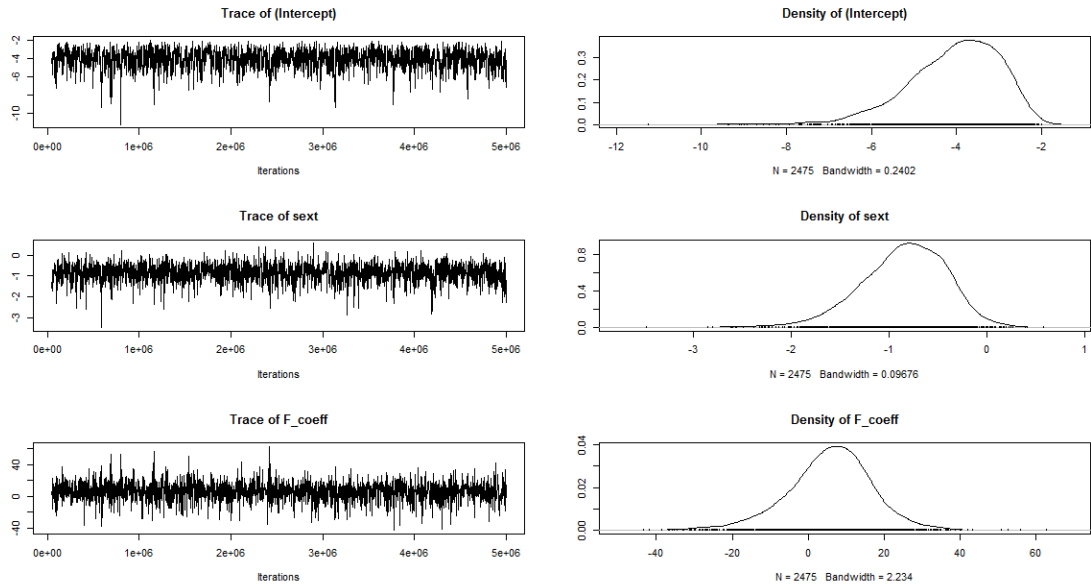 Trace of (Intercept)
Density of (Intercept)
-2
-4
-6
-10
0e+00 1e+06 2e+06 3e+06 4e+06 5e+06
Iterations
0.3
0.2
0.1
0.0
-12 -10 -8 -6 -4 -2
N = 2475 Bandwidth = 0.2402
Trace of sext
Density of sext
0
-1
-2
-3
0e+00 1e+06 2e+06 3e+06 4e+06 5e+06
Iterations
0.8
0.4
0.0
-3 -2 -1 0 1
N = 2475 Bandwidth = 0.09676
Trace of F_coeff
Density of F_coeff
40
0
-40
0e+00 1e+06 2e+06 3e+06 4e+06 5e+06
Iterations
0.04
0.02
0.00
-40 -20 0 20 40 60
N = 2475 Bandwidth = 2.234